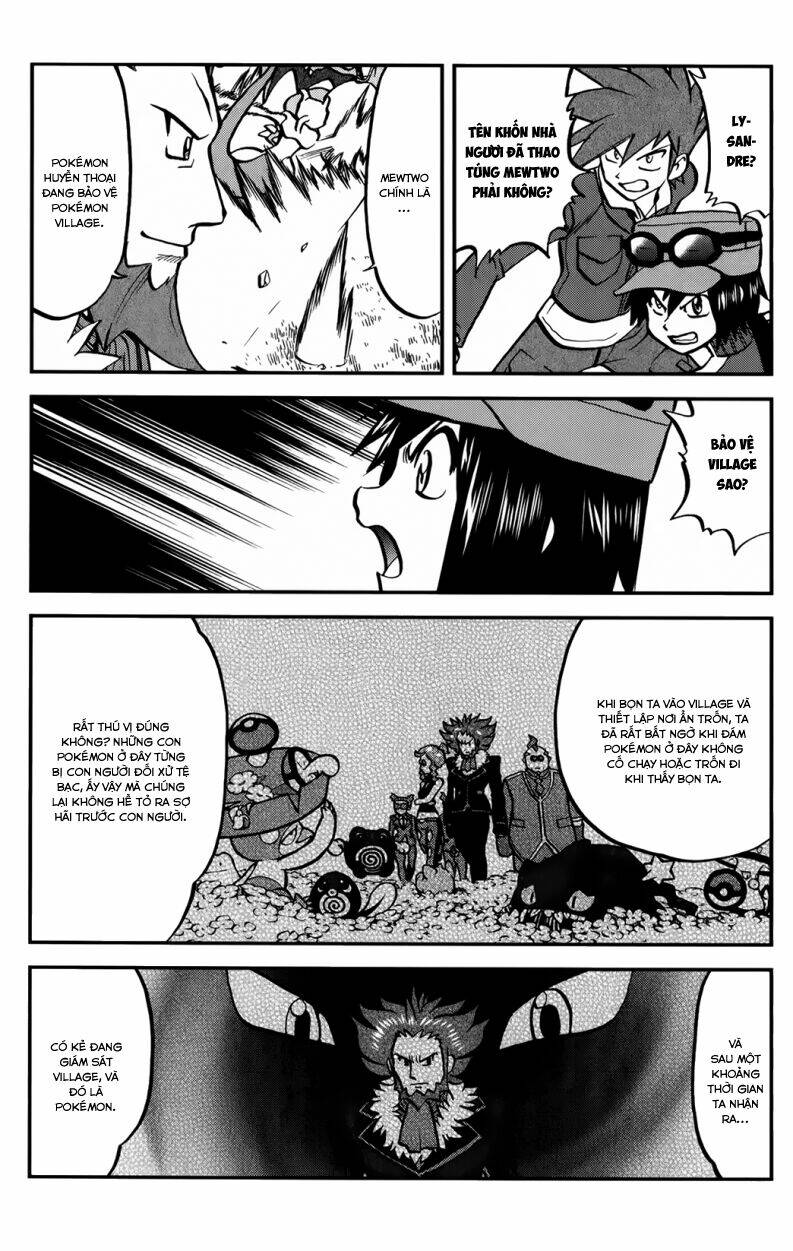 LY-
SAN-
DRE?
TÊN KHỐN NHÀ
NGƯƠI ĐÃ THAO
TÚNG MEWTWO
PHẢI KHÔNG?
MEWTWO
CHÍNH LÀ
...
POKÉMON
HUYỀN THOẠI
ĐANG BẢO VỆ
POKÉMON
VILLAGE.
BẢO VỆ
VILLAGE
SAO?
KHI BỌN TA VÀO VILLAGE VÀ
THIẾT LẬP NƠI ẨN TRỐN, TA
ĐÃ RẤT BẤT NGỜ KHI ĐÁM
POKÉMON Ở ĐÂY KHÔNG
CỐ CHẠY HOẶC TRỐN ĐI
KHI THẤY BỌN TA.
RẤT THÚ VỊ ĐÚNG
KHÔNG? NHỮNG CON
POKÉMON Ở ĐÂY TỪNG
BỊ CON NGƯỜI ĐỐI XỬ TỆ
BẠC, ẤY VẬY MÀ CHÚNG
LẠI KHÔNG HỀ TỎ RA SỢ
HÃI TRƯỚC CON NGƯỜI.
VÀ
SAU MỘT
KHOẢNG
THỜI GIAN
TA NHẬN
RA...
CÓ KẺ ĐANG
GIÁM SÁT
VILLAGE, VÀ
ĐÓ LÀ
POKÉMON.